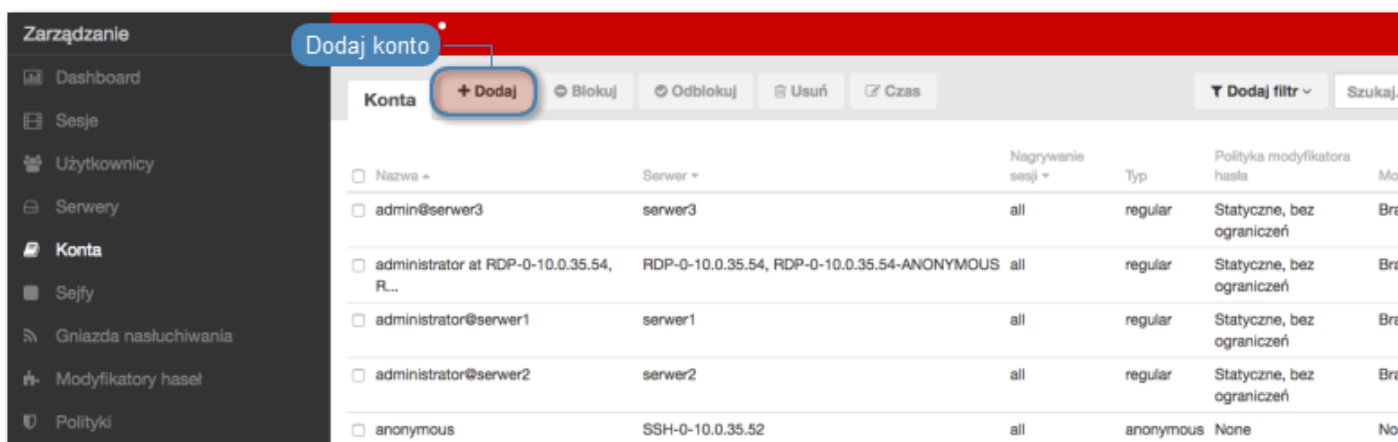 Zarządzanie
Dodaj konto
Dashboard
Sesje
Użytkownicy
Serwery
Konta
Sejfy
Gniazda nasłuchiwania
Modyfikatory haseł
Polityki
Konta
+ Dodaj
Blokuj
Odblokuj
Usuń
Czas
Dodaj filtr
Szukaj.
Nazwa Serwer Nagrywanie sesji Typ Polityka modyfikatora hasła
admin@serwer3 serwer3 all regular Statyczne, bez
ograniczeń
administrator at RDP-0-10.0.35.54, RDP-0-10.0.35.54, RDP-0-10.0.35.54-ANONYMOUS all regular Statyczne, bez
R... ograniczeń
administrator@serwer1 serwer1 all regular Statyczne, bez
ograniczeń
administrator@serwer2 serwer2 all regular Statyczne, bez
ograniczeń
anonymous SSH-0-10.0.35.52 all anonymous None